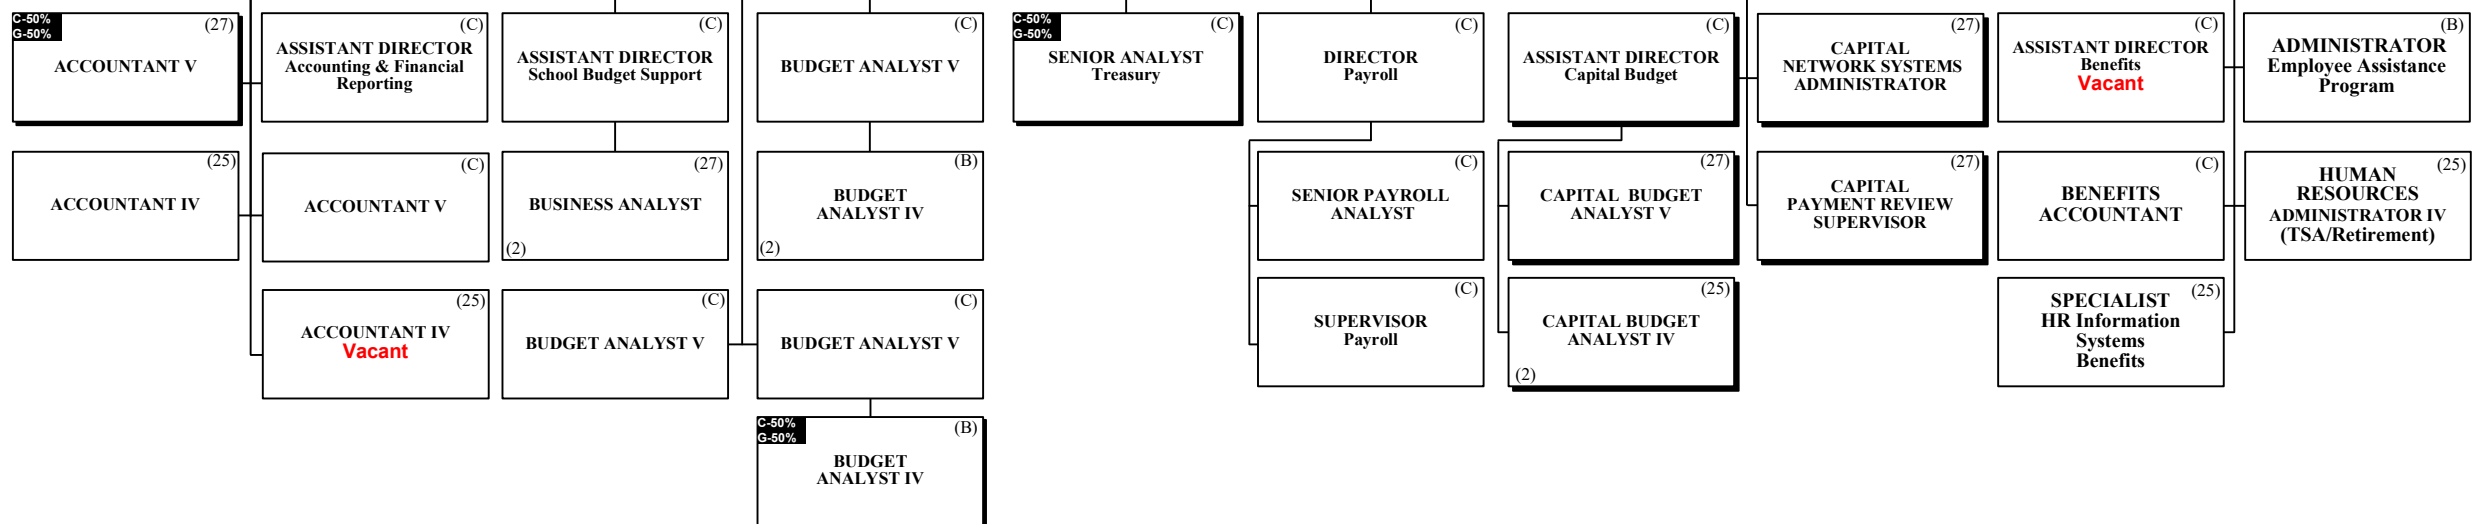 C-50%
G-50%
(27)
ACCOUNTANT V
(C)
ASSISTANT DIRECTOR
Accounting & Financial
Reporting
(C)
ASSISTANT DIRECTOR
School Budget Support
(C)
BUDGET ANALYST V
C-50%
G-50%
(C)
SENIOR ANALYST
Treasury
(C)
DIRECTOR
Payroll
(C)
ASSISTANT DIRECTOR
Capital Budget
(27)
CAPITAL
NETWORK SYSTEMS
ADMINISTRATOR
(C)
ASSISTANT DIRECTOR
Benefits
Vacant
(B)
ADMINISTRATOR
Employee Assistance
Program
(25)
ACCOUNTANT IV
(C)
ACCOUNTANT V
(27)
BUSINESS ANALYST
(2)
(B)
BUDGET
ANALYST IV
(2)
(C)
SENIOR PAYROLL
ANALYST
(27)
CAPITAL BUDGET
ANALYST V
(27)
CAPITAL
PAYMENT REVIEW
SUPERVISOR
(C)
BENEFITS
ACCOUNTANT
(25)
HUMAN
RESOURCES
ADMINISTRATOR IV
(TSA/Retirement)
(25)
ACCOUNTANT IV
Vacant
(C)
BUDGET ANALYST V
(C)
BUDGET ANALYST V
(C)
SUPERVISOR
Payroll
(25)
CAPITAL BUDGET
ANALYST IV
(2)
(25)
SPECIALIST
HR Information
Systems
Benefits
C-50%
G-50%
(B)
BUDGET
ANALYST IV